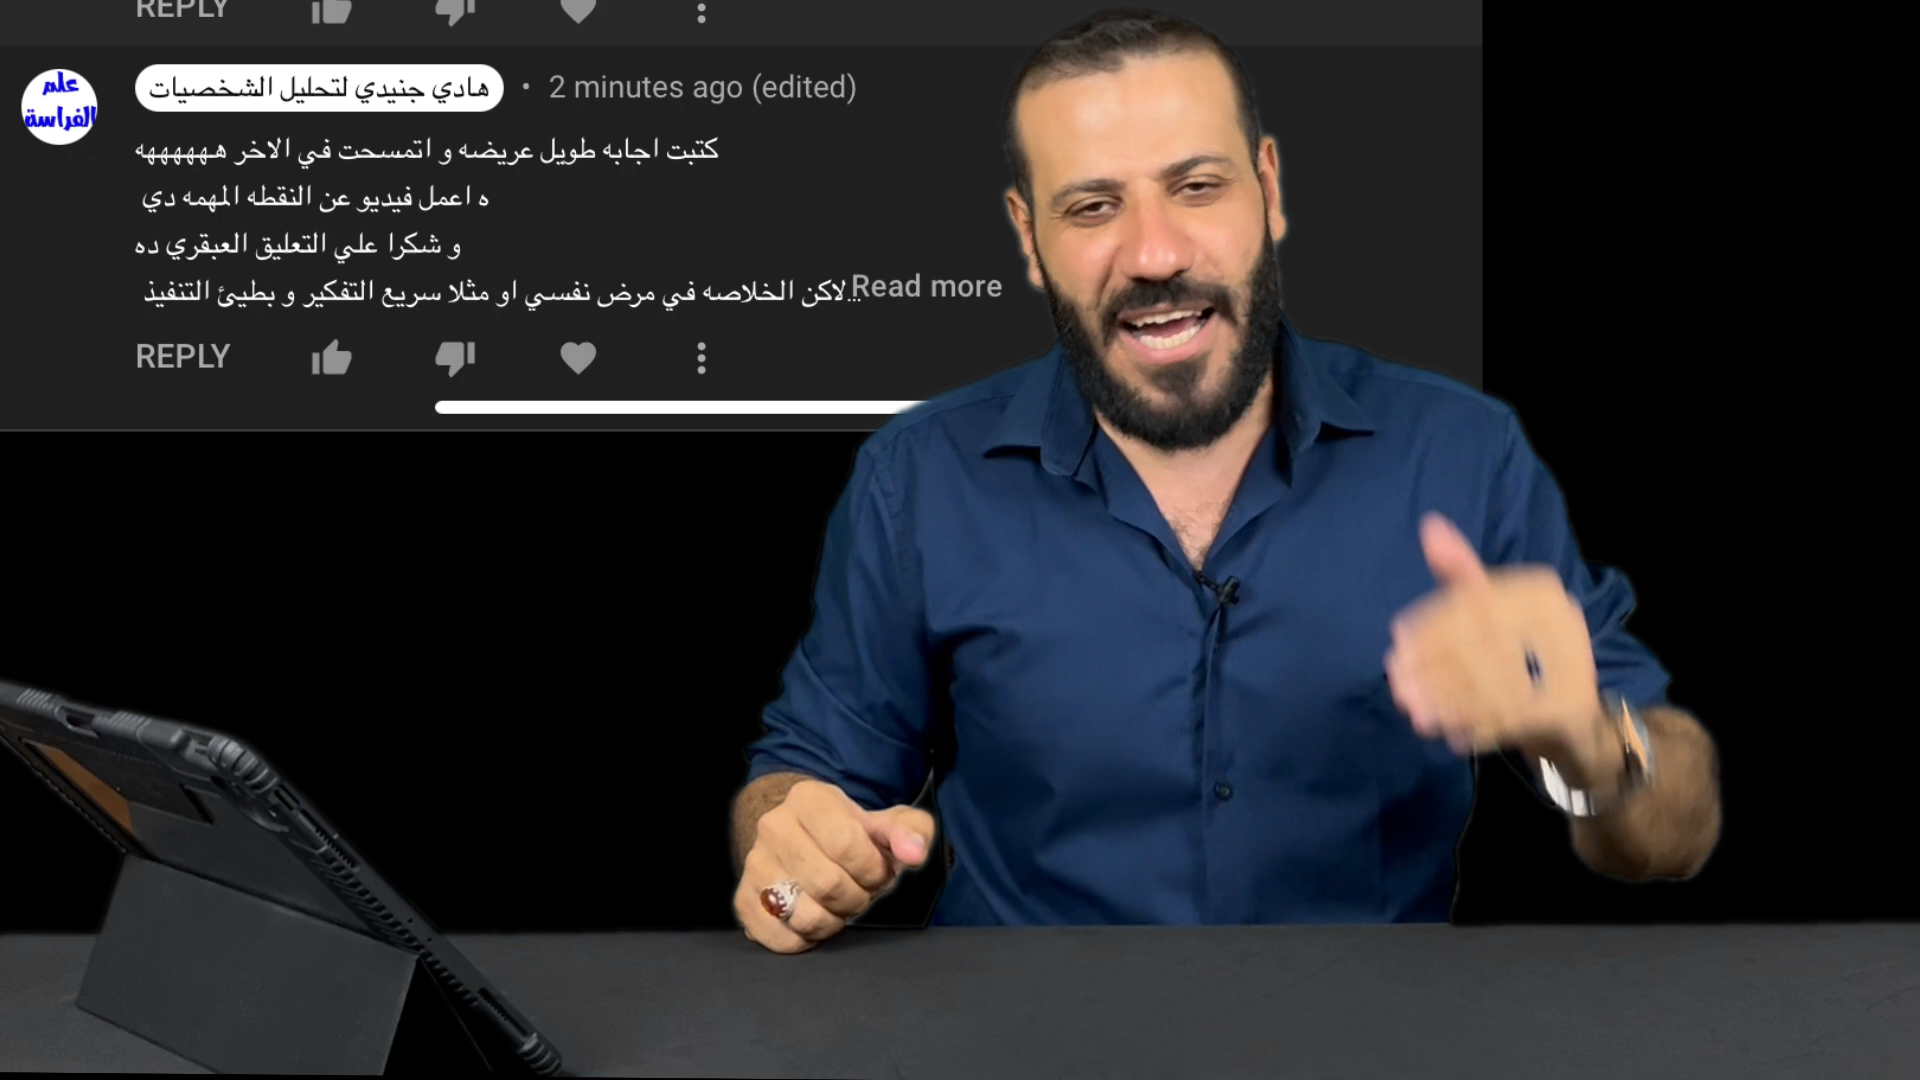 REPLY
علم
الفراسة
هادي جنيدي لتحليل الشخصيات • 2 minutes ago (edited)
كتبت اجابه طويل عريضه و اتمسحت في الاخر هههههههه
ه اعمل فيديو عن النقطه المهمه دي
و شكرا علي التعليق العبقري ده
لاكن الخلاصه في مرض نفسي او مثلا سريع التفكير و بطيئ التنفيذ...Read more
REPLY